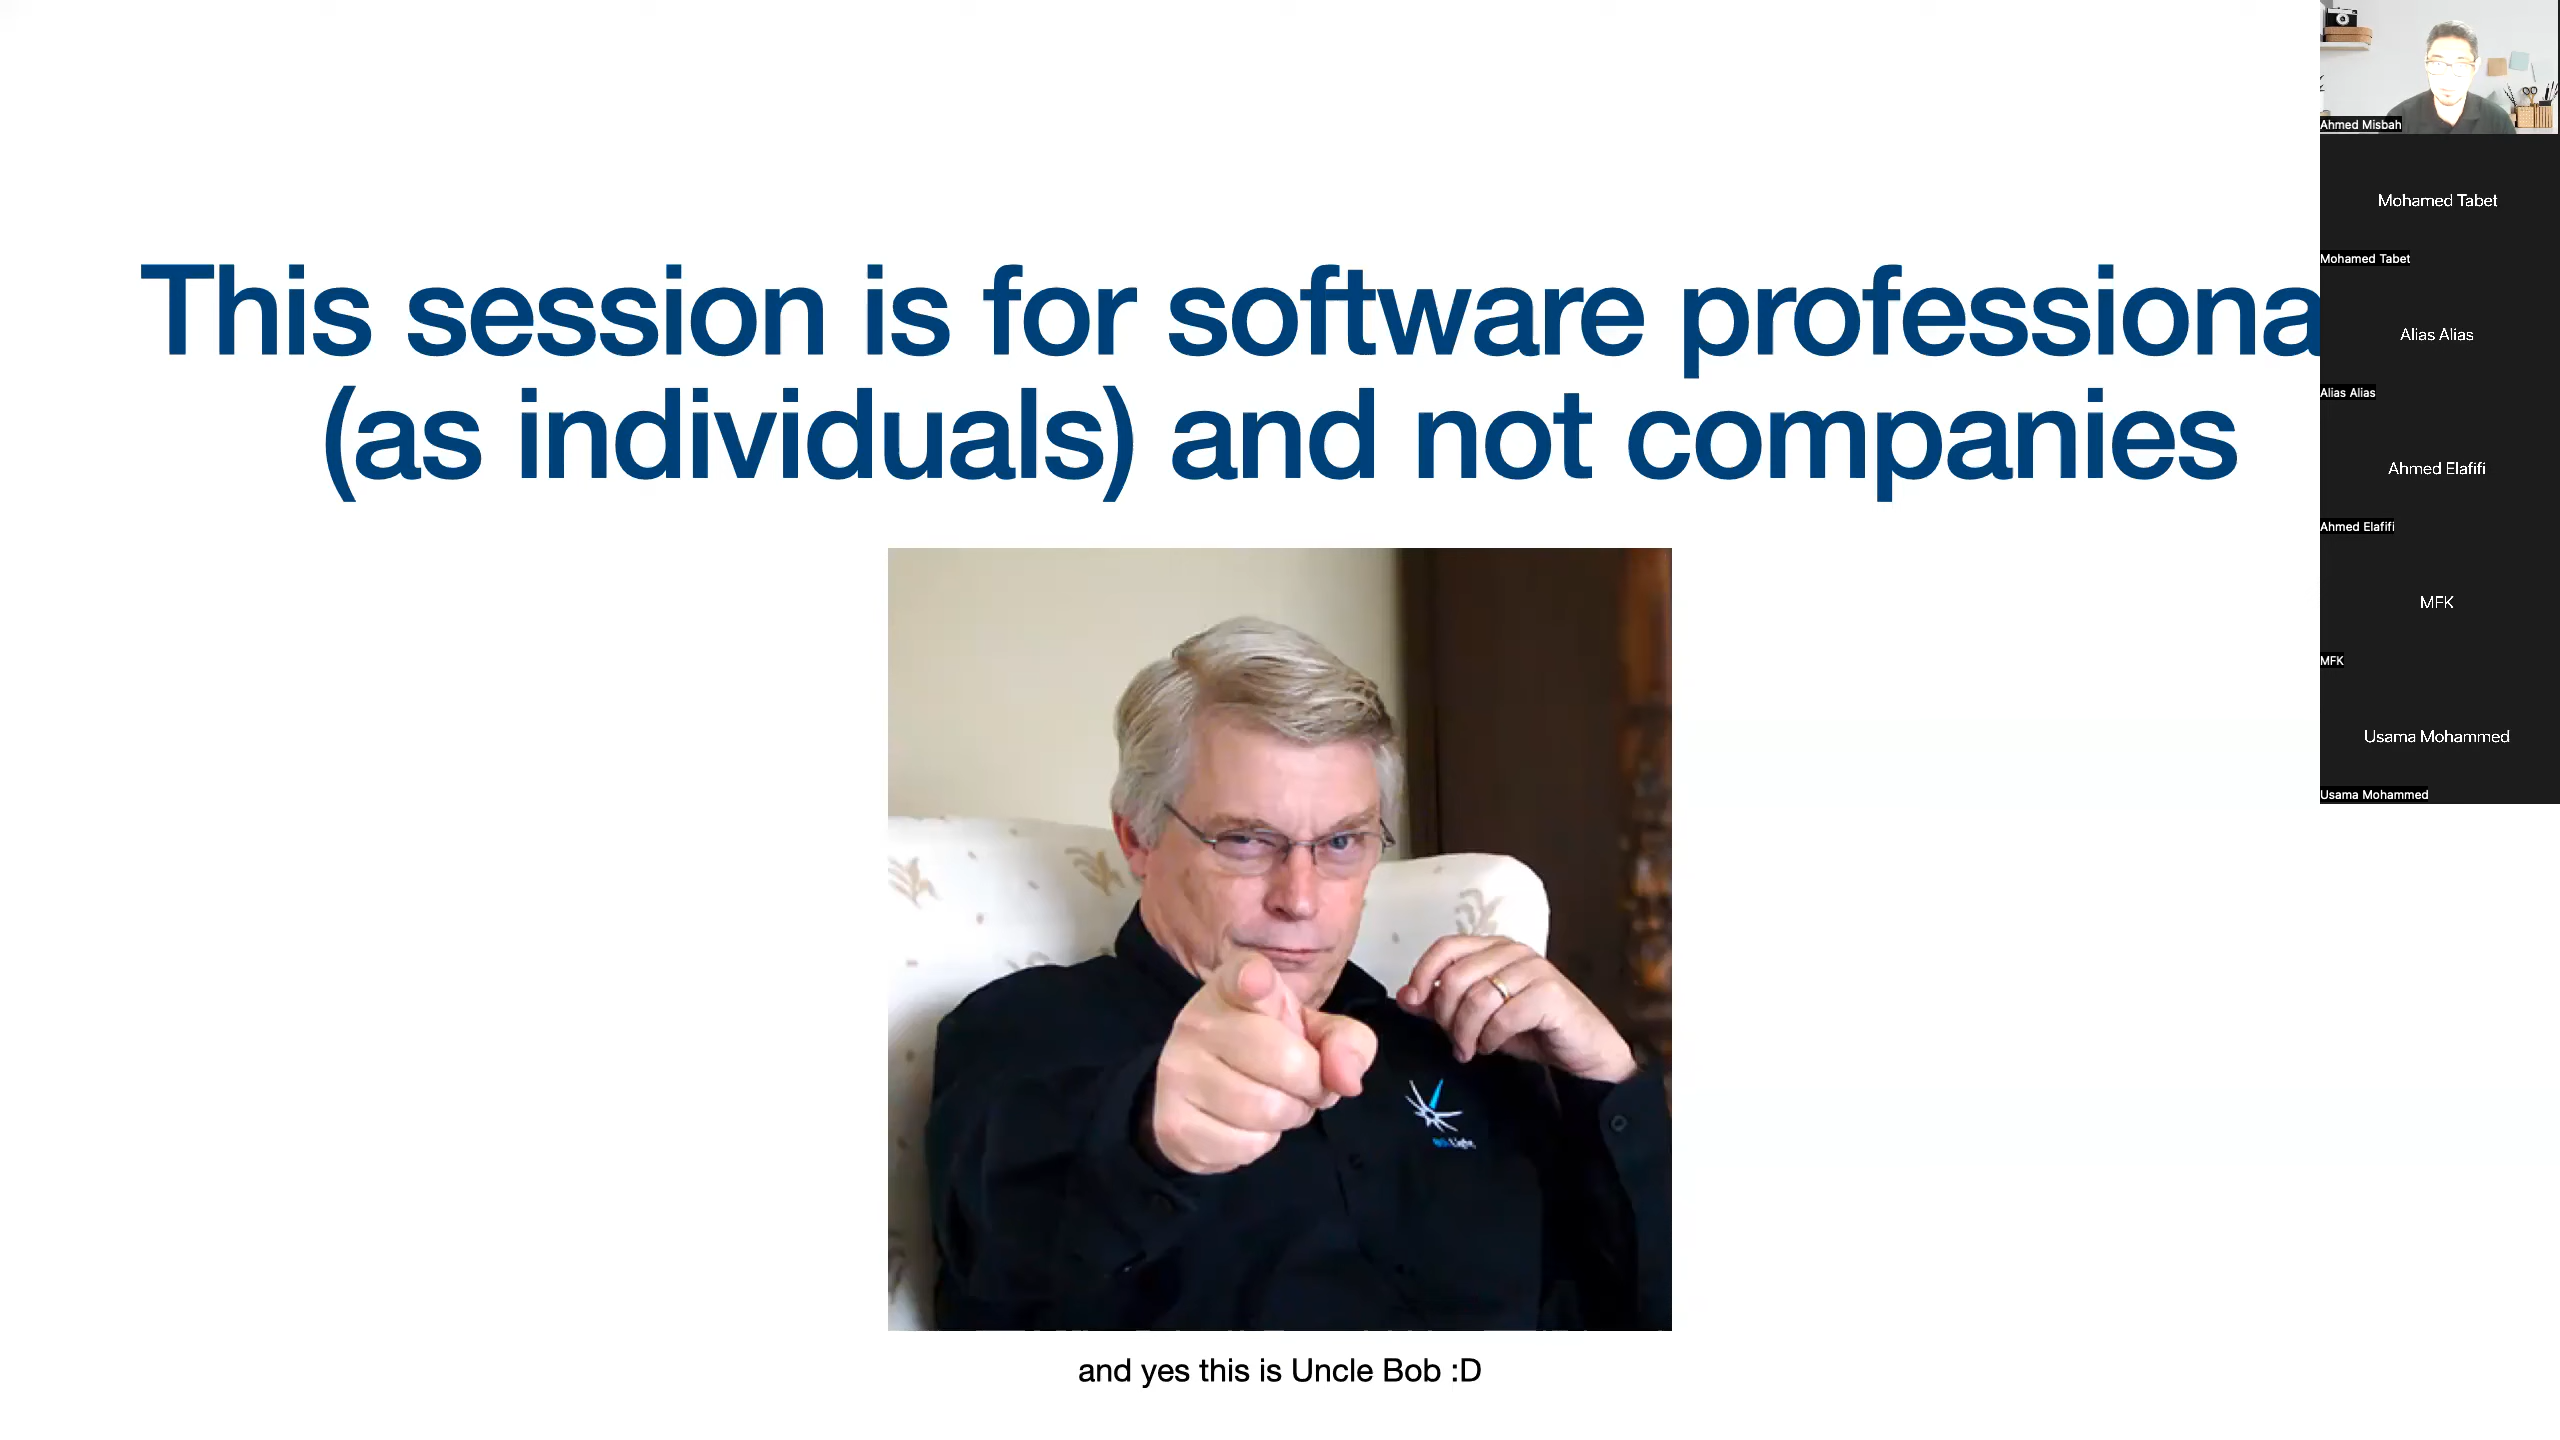 This session is for software professiona
(as individuals) and not companies
and yes this is Uncle Bob :D
Ahmed Misbah
Mohamed Tabet
Mohamed Tabet
Alias Alias
Alias Alias
Ahmed Elafifi
Ahmed Elafifi
MFK
MFK
Usama Mohammed
Usama Mohammed